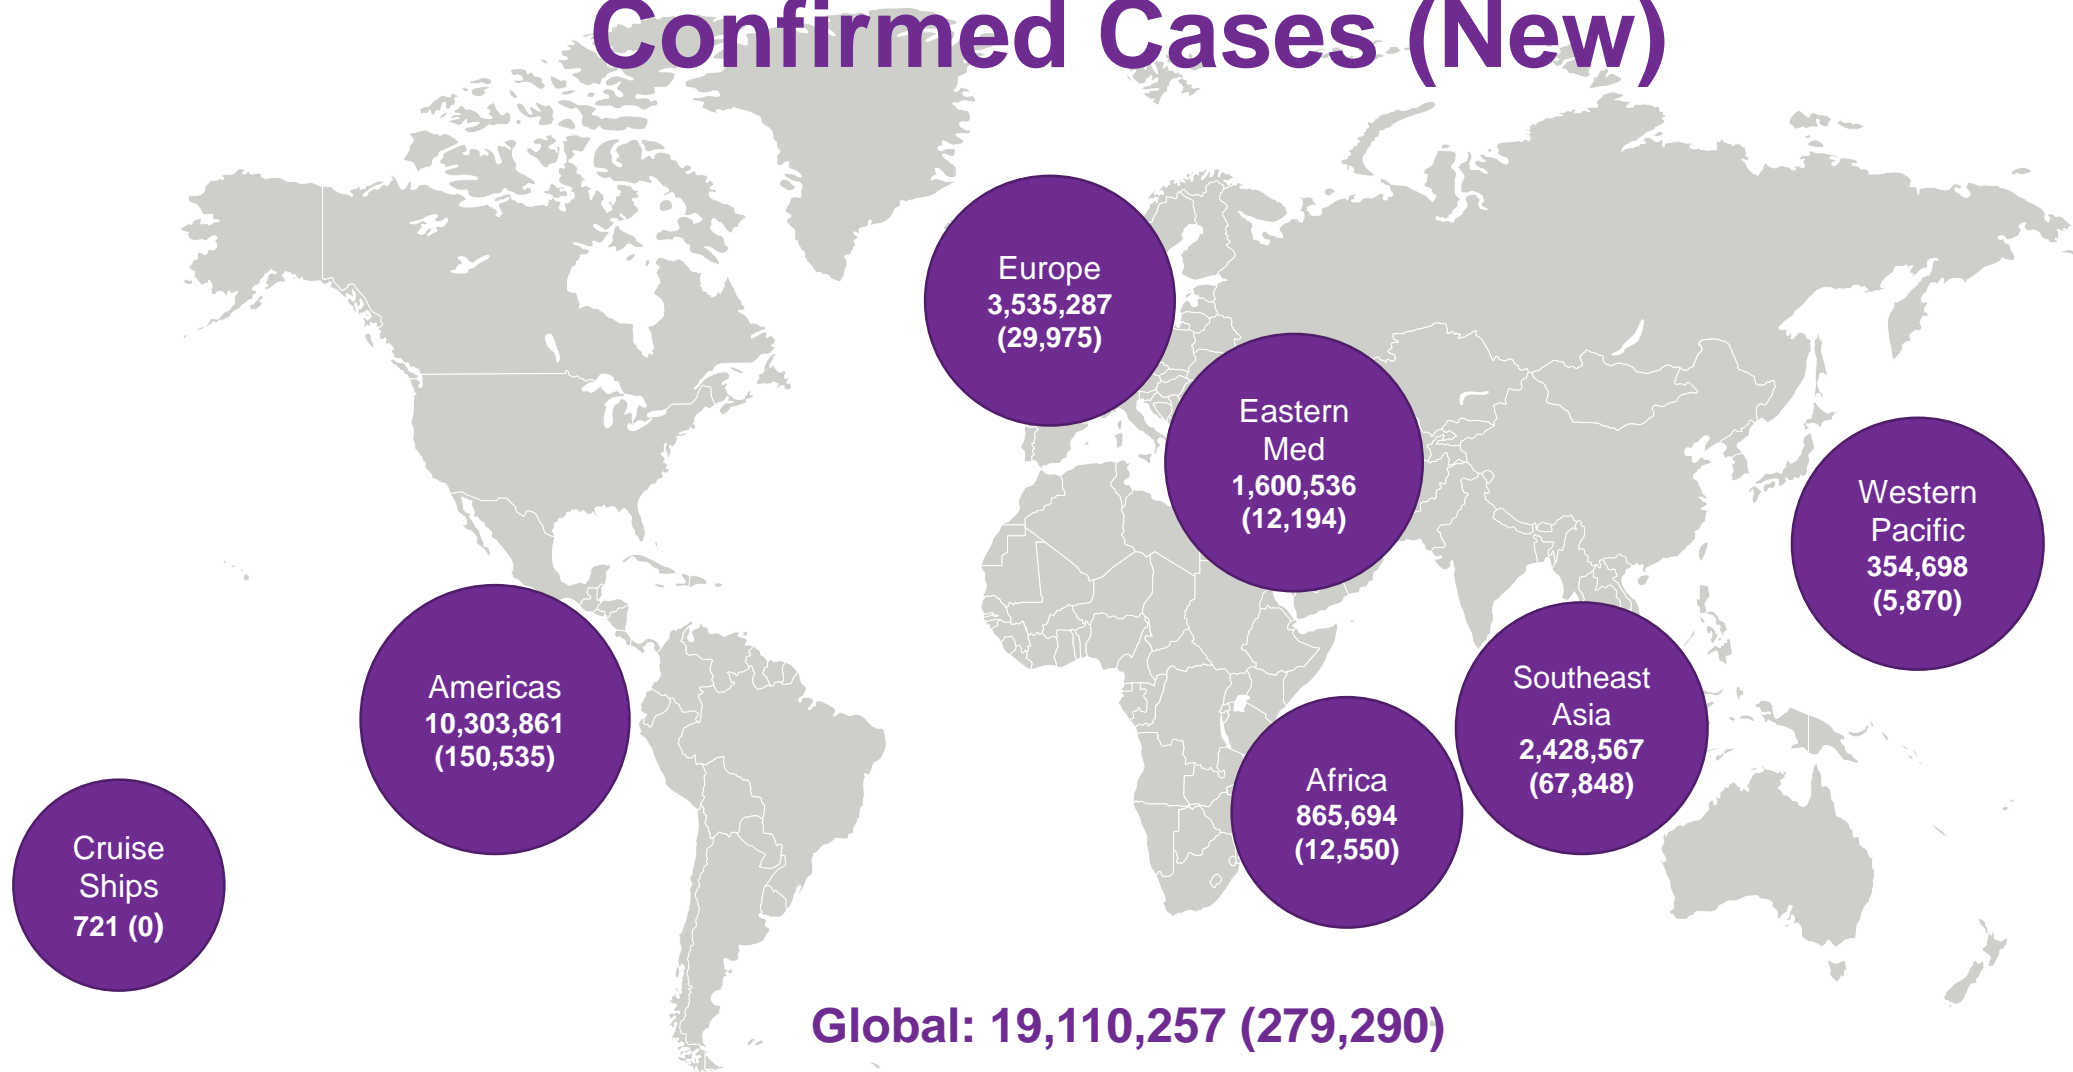 Confirmed Cases (New)
Europe
3,535,287
(29,975)
Eastern
Med
1,600,536
(12,194)
Western
Pacific
354,698
(5,870)
Americas
10,303,861
(150,535)
Southeast
Asia
2,428,567
(67,848)
Africa
865,694
(12,550)
Cruise
Ships
721 (0)
Global: 19,110,257 (279,290)